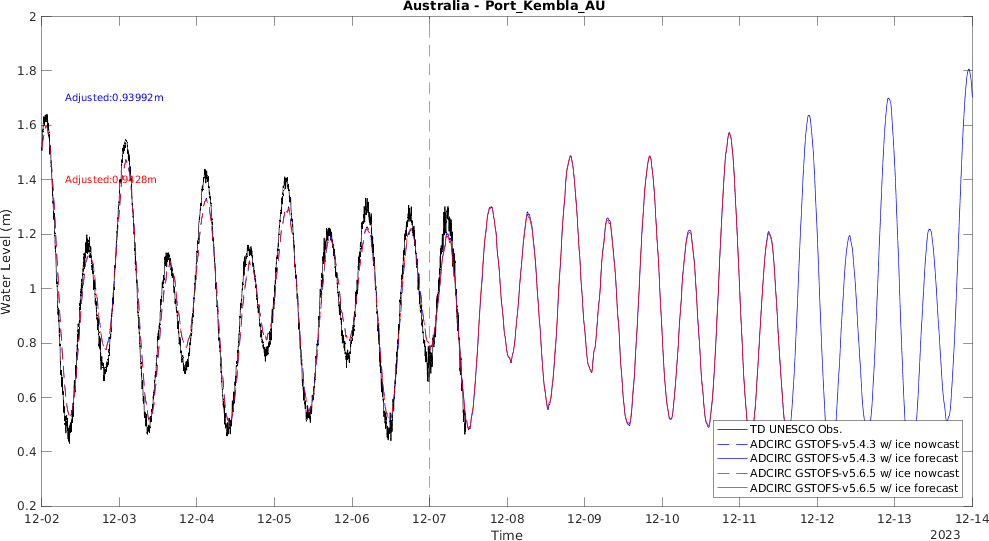 Australia - Port_Kembla_AU
Water Level (m)
2
1.8
1.6
1.4
1.2
1
0.8
0.6
0.4
0.2
Adjusted:0.93992m
Adjusted:0.9428m
TD UNESCO Obs.
ADCIRC GSTOFS-v5.4.3 w/ ice nowcast
ADCIRC GSTOFS-v5.4.3 w/ ice forecast
ADCIRC GSTOFS-v5.6.5 w/ ice nowcast
ADCIRC GSTOFS-v5.6.5 w/ ice forecast
12-02 12-03 12-04 12-05 12-06 12-07 12-08 12-09 12-10 12-11 12-12 12-13 12-14
Time
2023